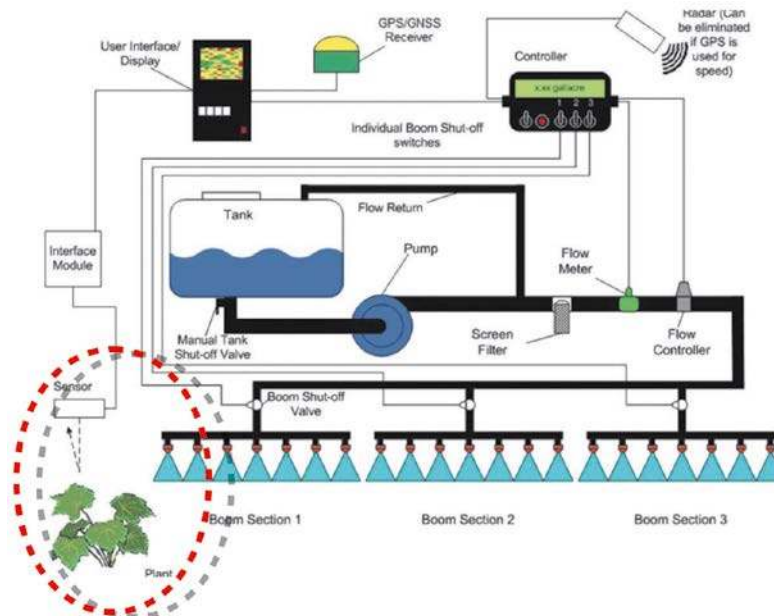 GPS/GNSS
Receiver
Radar (Can
be eliminated
if GPS is
used for
speed)
User Interface/
Display
Controller
x.xx gal/acre
1 2 3
Individual Boom Shut-off
switches
Tank
Flow Return
Interface
Module
Pump
Flow
Meter
Manual Tank
Shut-off Valve
Screen
Filter
Flow
Controller
Sensor
Boom Shut-off
Valve
Boom Section 1
Boom Section 2
Boom Section 3
Plant